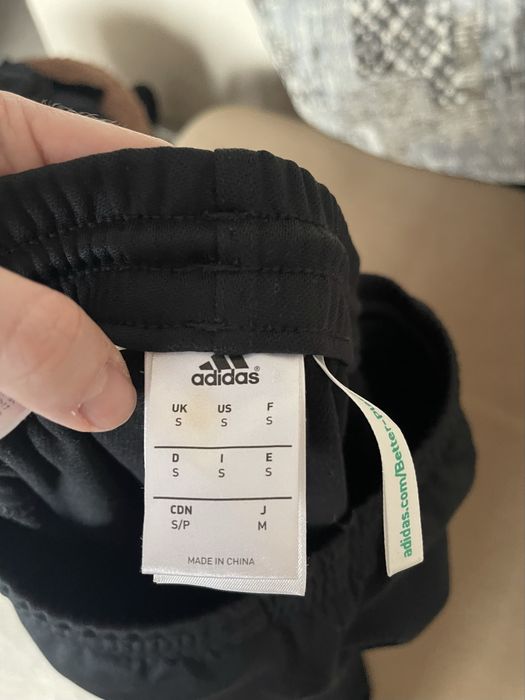 adidas®
UK US F
S S S
D I E
S S S
CDN J
S/P M
MADE IN CHINA
adidas.com/Better-